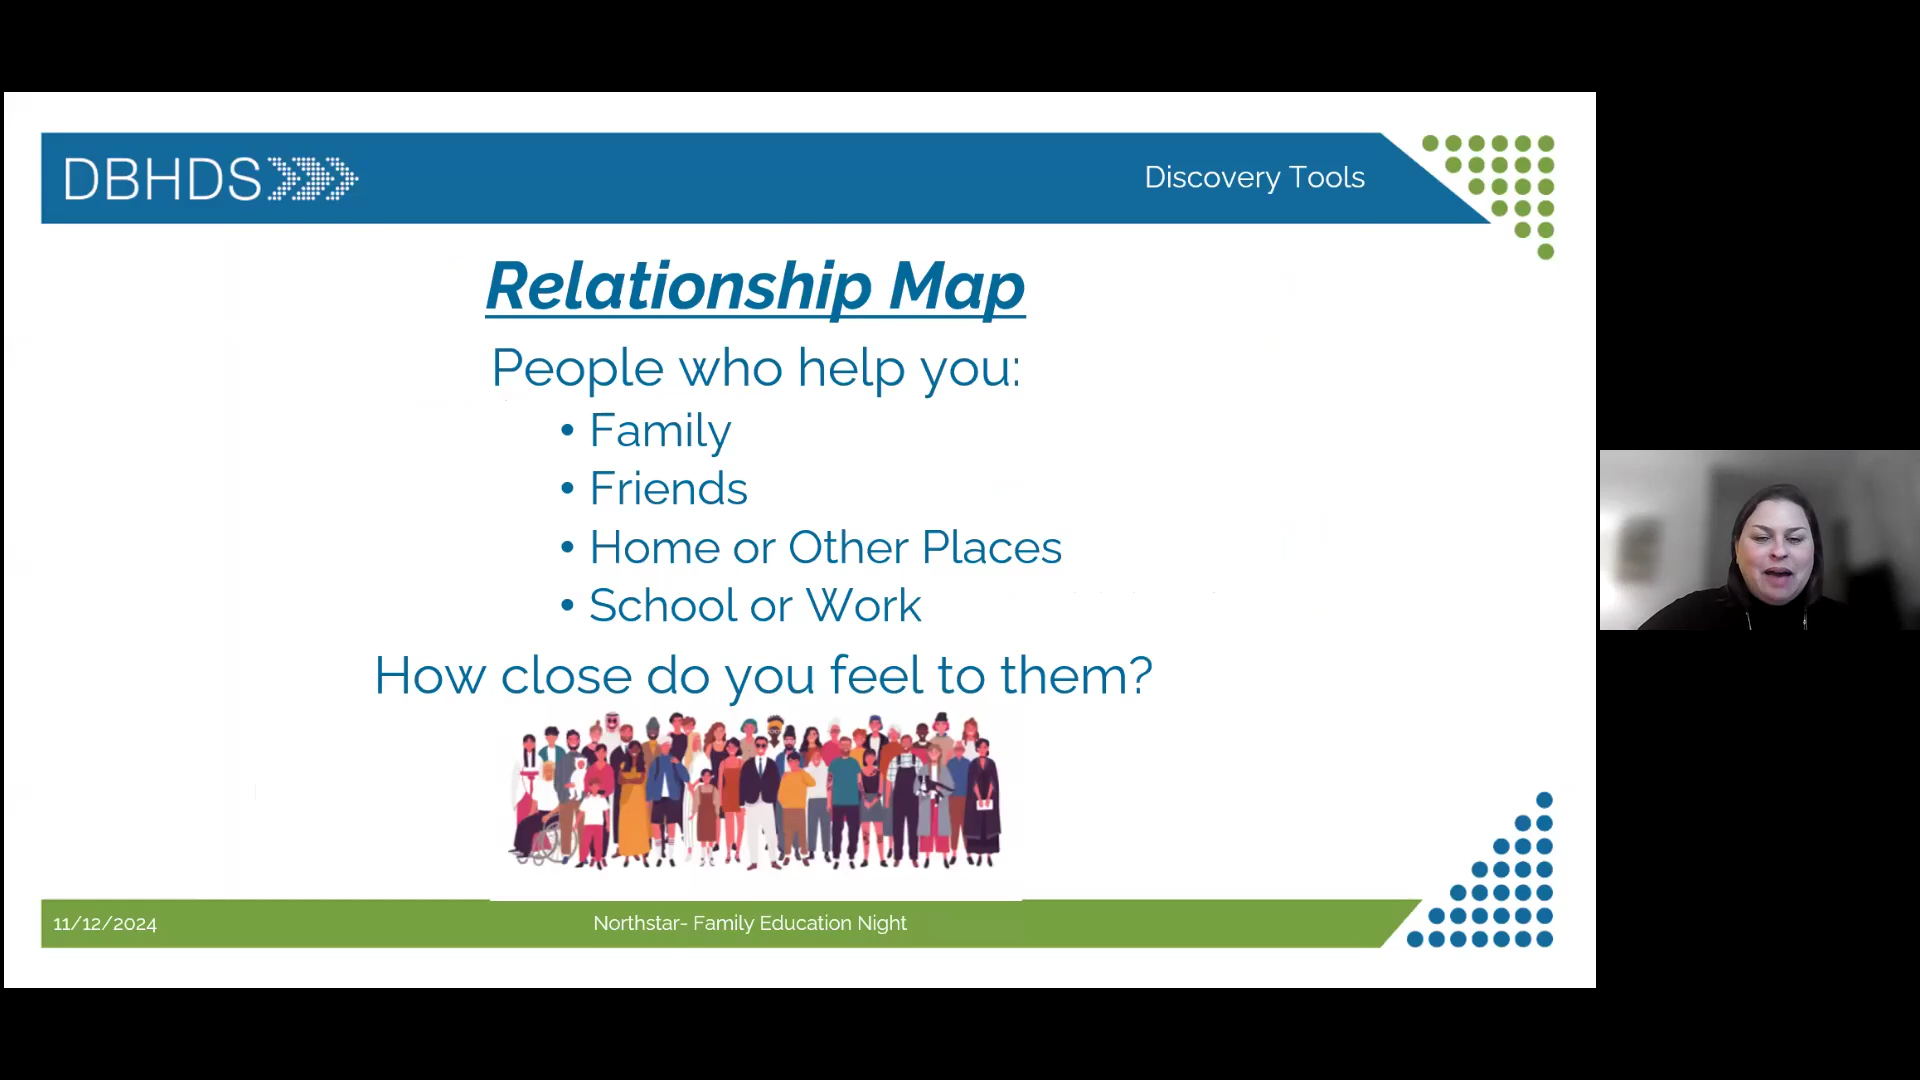 DBHDS
Discovery Tools
Relationship Map
People who help you:
• Family
• Friends
• Home or Other Places
• School or Work
How close do you feel to them?
11/12/2024
Northstar- Family Education Night